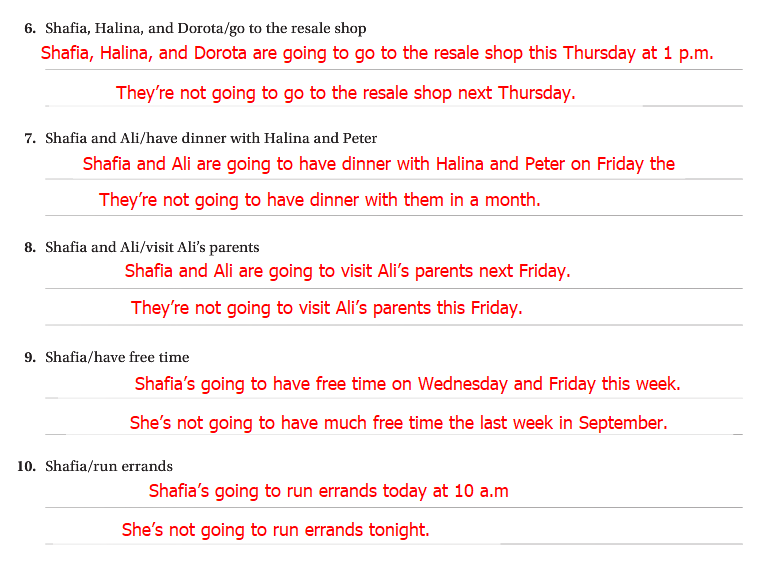 6. Shafia, Halina, and Dorota/go to the resale shop
Shafia, Halina, and Dorota are going to go to the resale shop this Thursday at 1 p.m.
They're not going to go to the resale shop next Thursday.
7. Shafia and Ali/have dinner with Halina and Peter
Shafia and Ali are going to have dinner with Halina and Peter on Friday the
They're not going to have dinner with them in a month.
8. Shafia and Ali/visit Ali's parents
Shafia and Ali are going to visit Ali's parents next Friday.
They're not going to visit Ali's parents this Friday.
9. Shafia/have free time
Shafia's going to have free time on Wednesday and Friday this week.
She's not going to have much free time the last week in September.
10. Shafia/run errands
Shafia's going to run errands today at 10 a.m
She's not going to run errands tonight.